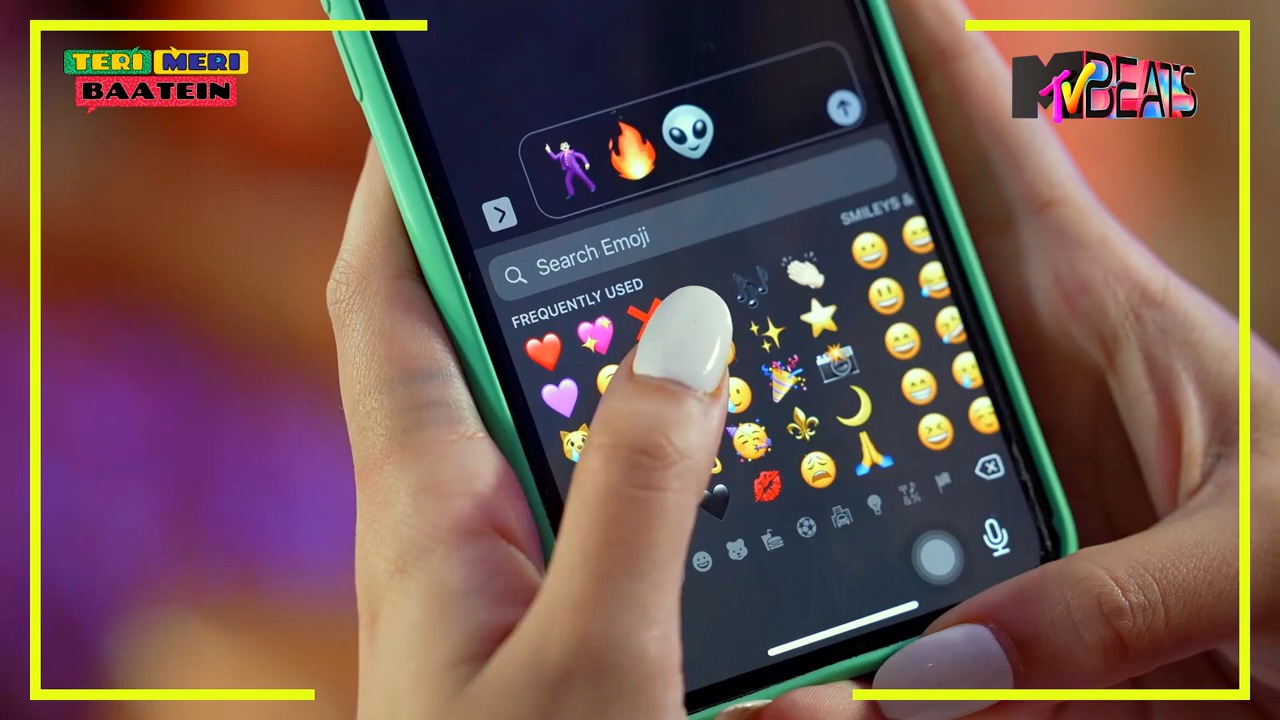 TERI MERI
BAATEIN
MTV BEATS
SMILEYS &
Search Emoji
FREQUENTLY USED